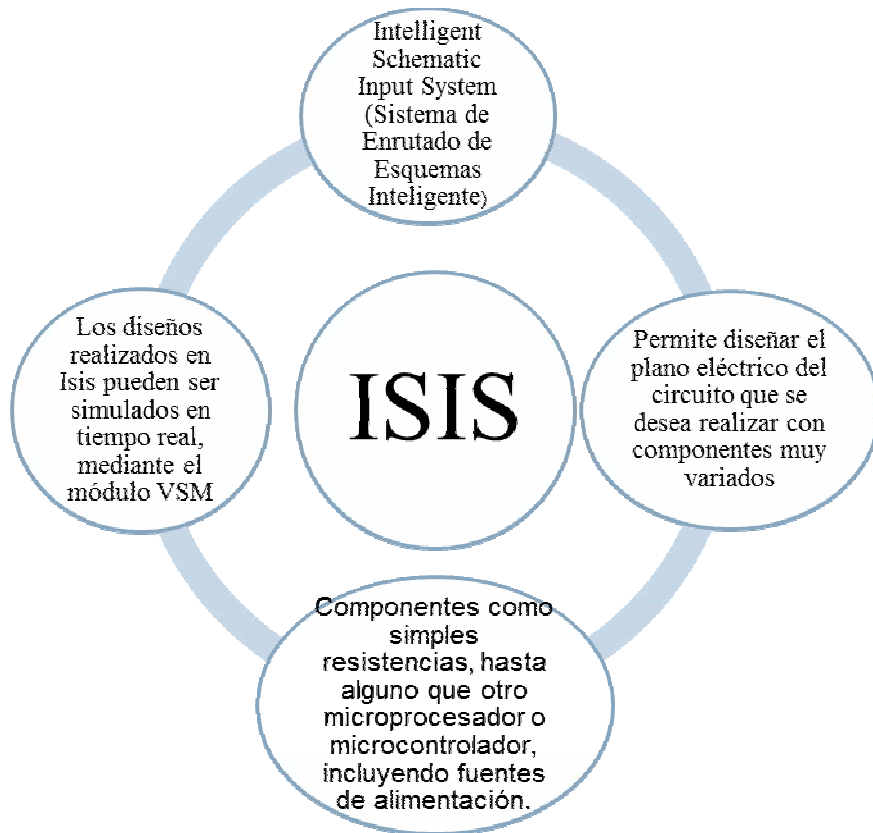 Intelligent
Schematic
Input System
(Sistema de
Enrutado de
Esquemas
Inteligente)
Los diseños
realizados en
Isis pueden ser
simulados en
tiempo real,
mediante el
módulo VSM
ISIS
Permite diseñar el
plano eléctrico del
circuito que se
desea realizar con
componentes muy
variados
Componentes como
simples
resistencias, hasta
alguno que otro
microprocesador o
microcontrolador,
incluyendo fuentes
de alimentación.